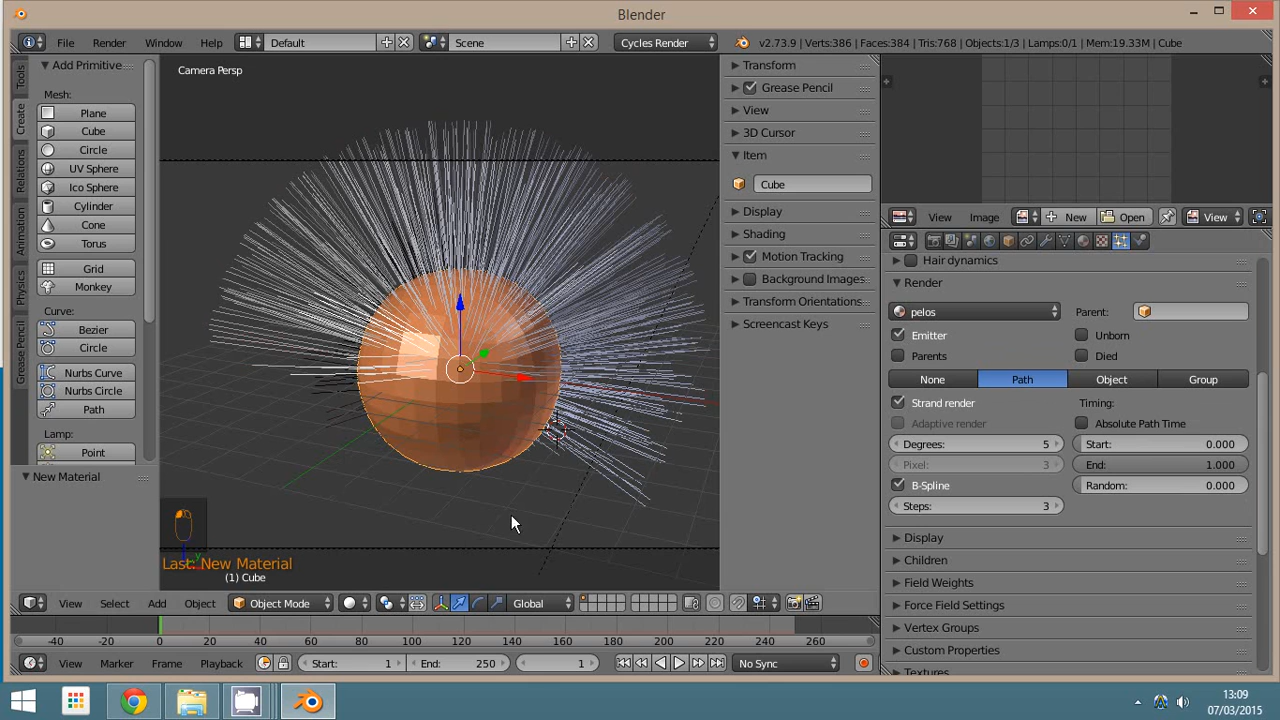 Blender
File Render Window Help Default Scene Cycles Render v2.73.9 | Verts:386 | Faces:384 | Tris:768 | Objects:1/3 | Lamps:0/1 | Mem:19.33M | Cube
Tools
Create
Relations
Animation
Physics
Grease Pencil
Add Primitive
Mesh:
Plane
Cube
Circle
UV Sphere
Ico Sphere
Cylinder
Cone
Torus
Grid
Monkey
Curve:
Bezier
Circle
Nurbs Curve
Nurbs Circle
Path
Lamp:
Point
New Material
Camera Persp
Last: New Material
(1) Cube
Transform
Grease Pencil
View
3D Cursor
Item
Cube
Display
Shading
Motion Tracking
Background Images
Transform Orientations
Screencast Keys
View Image New Open View
Hair dynamics
Render
pelos Parent:
Emitter Unborn
Parents Died
None Path Object Group
Strand render Timing:
Adaptive render Absolute Path Time
Degrees: 5 Start: 0.000
Pixel: 3 End: 1.000
B-Spline Random: 0.000
Steps: 3
Display
Children
Field Weights
Force Field Settings
Vertex Groups
Custom Properties
Textures
View Select Add Object Object Mode Global
-40 -20 0 20 40 60 80 100 120 140 160 180 200 220 240 260
View Marker Frame Playback Start: 1 End: 250 1 No Sync
13:09
07/03/2015